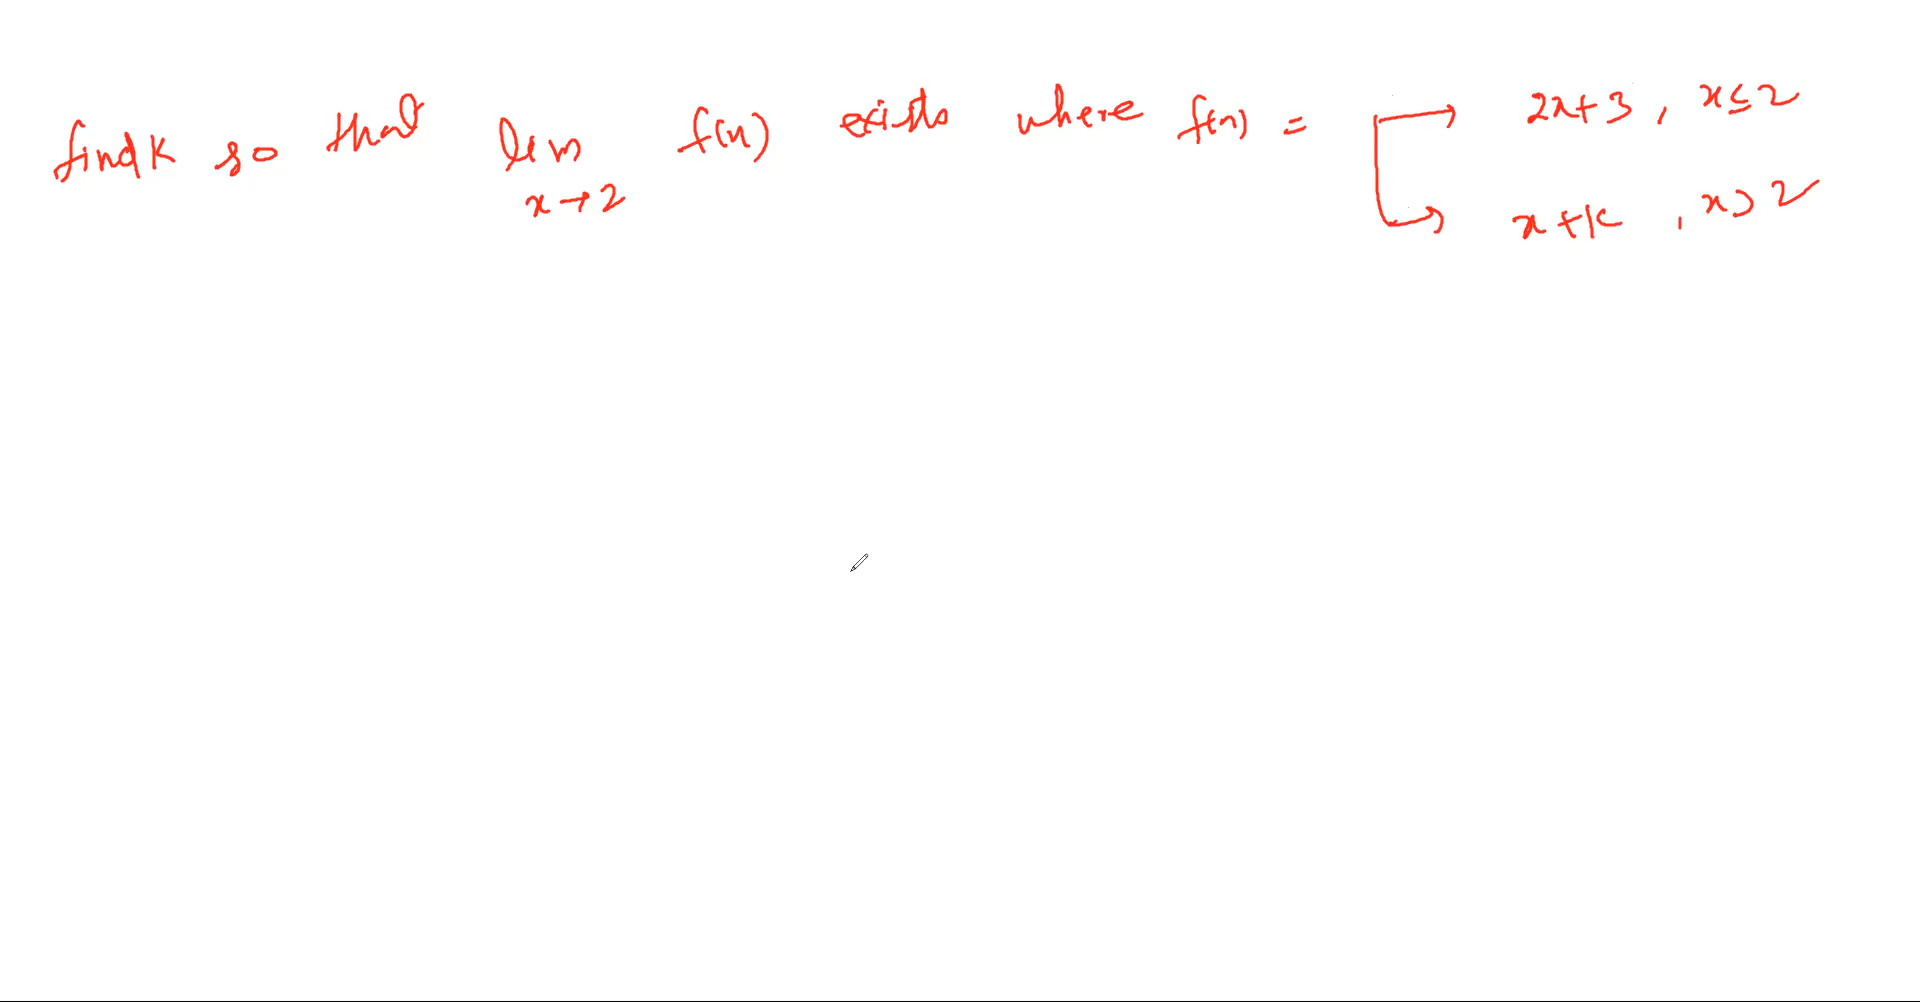 find k so that lim f(x) exists where f(x) = 2x+3 , x≤2
x→2 x+k , x>2